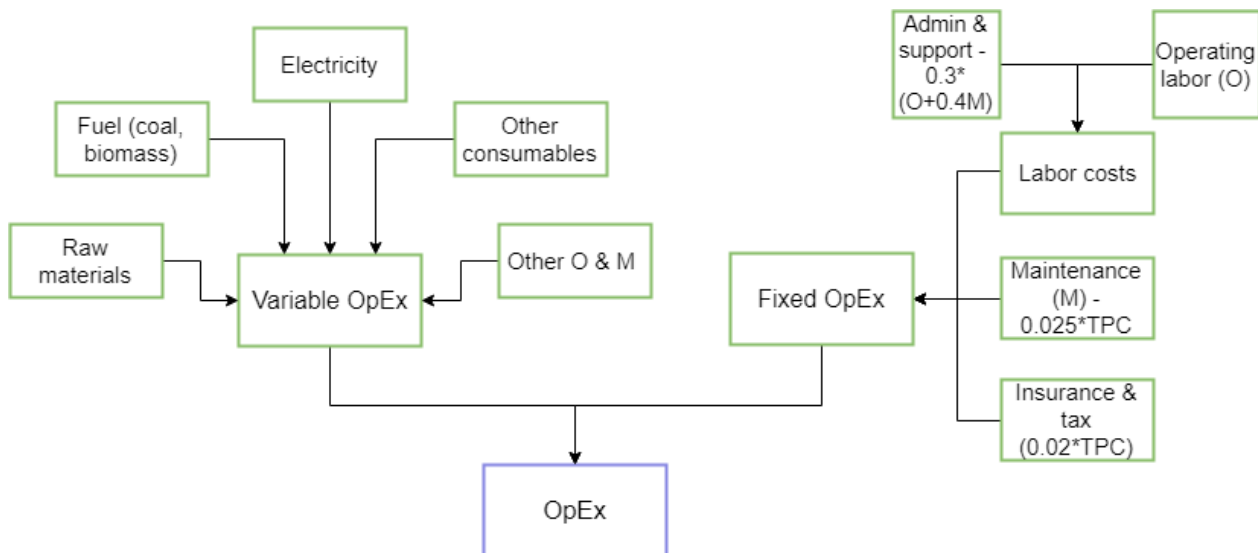 Electricity
Fuel (coal,
biomass)
Other
consumables
Raw
materials
Variable OpEx
Other O & M
Admin &
support -
0.3*
(O+0.4M)
Operating
labor (O)
Labor costs
Fixed OpEx
Maintenance
(M) -
0.025*TPC
Insurance &
tax
(0.02*TPC)
OpEx